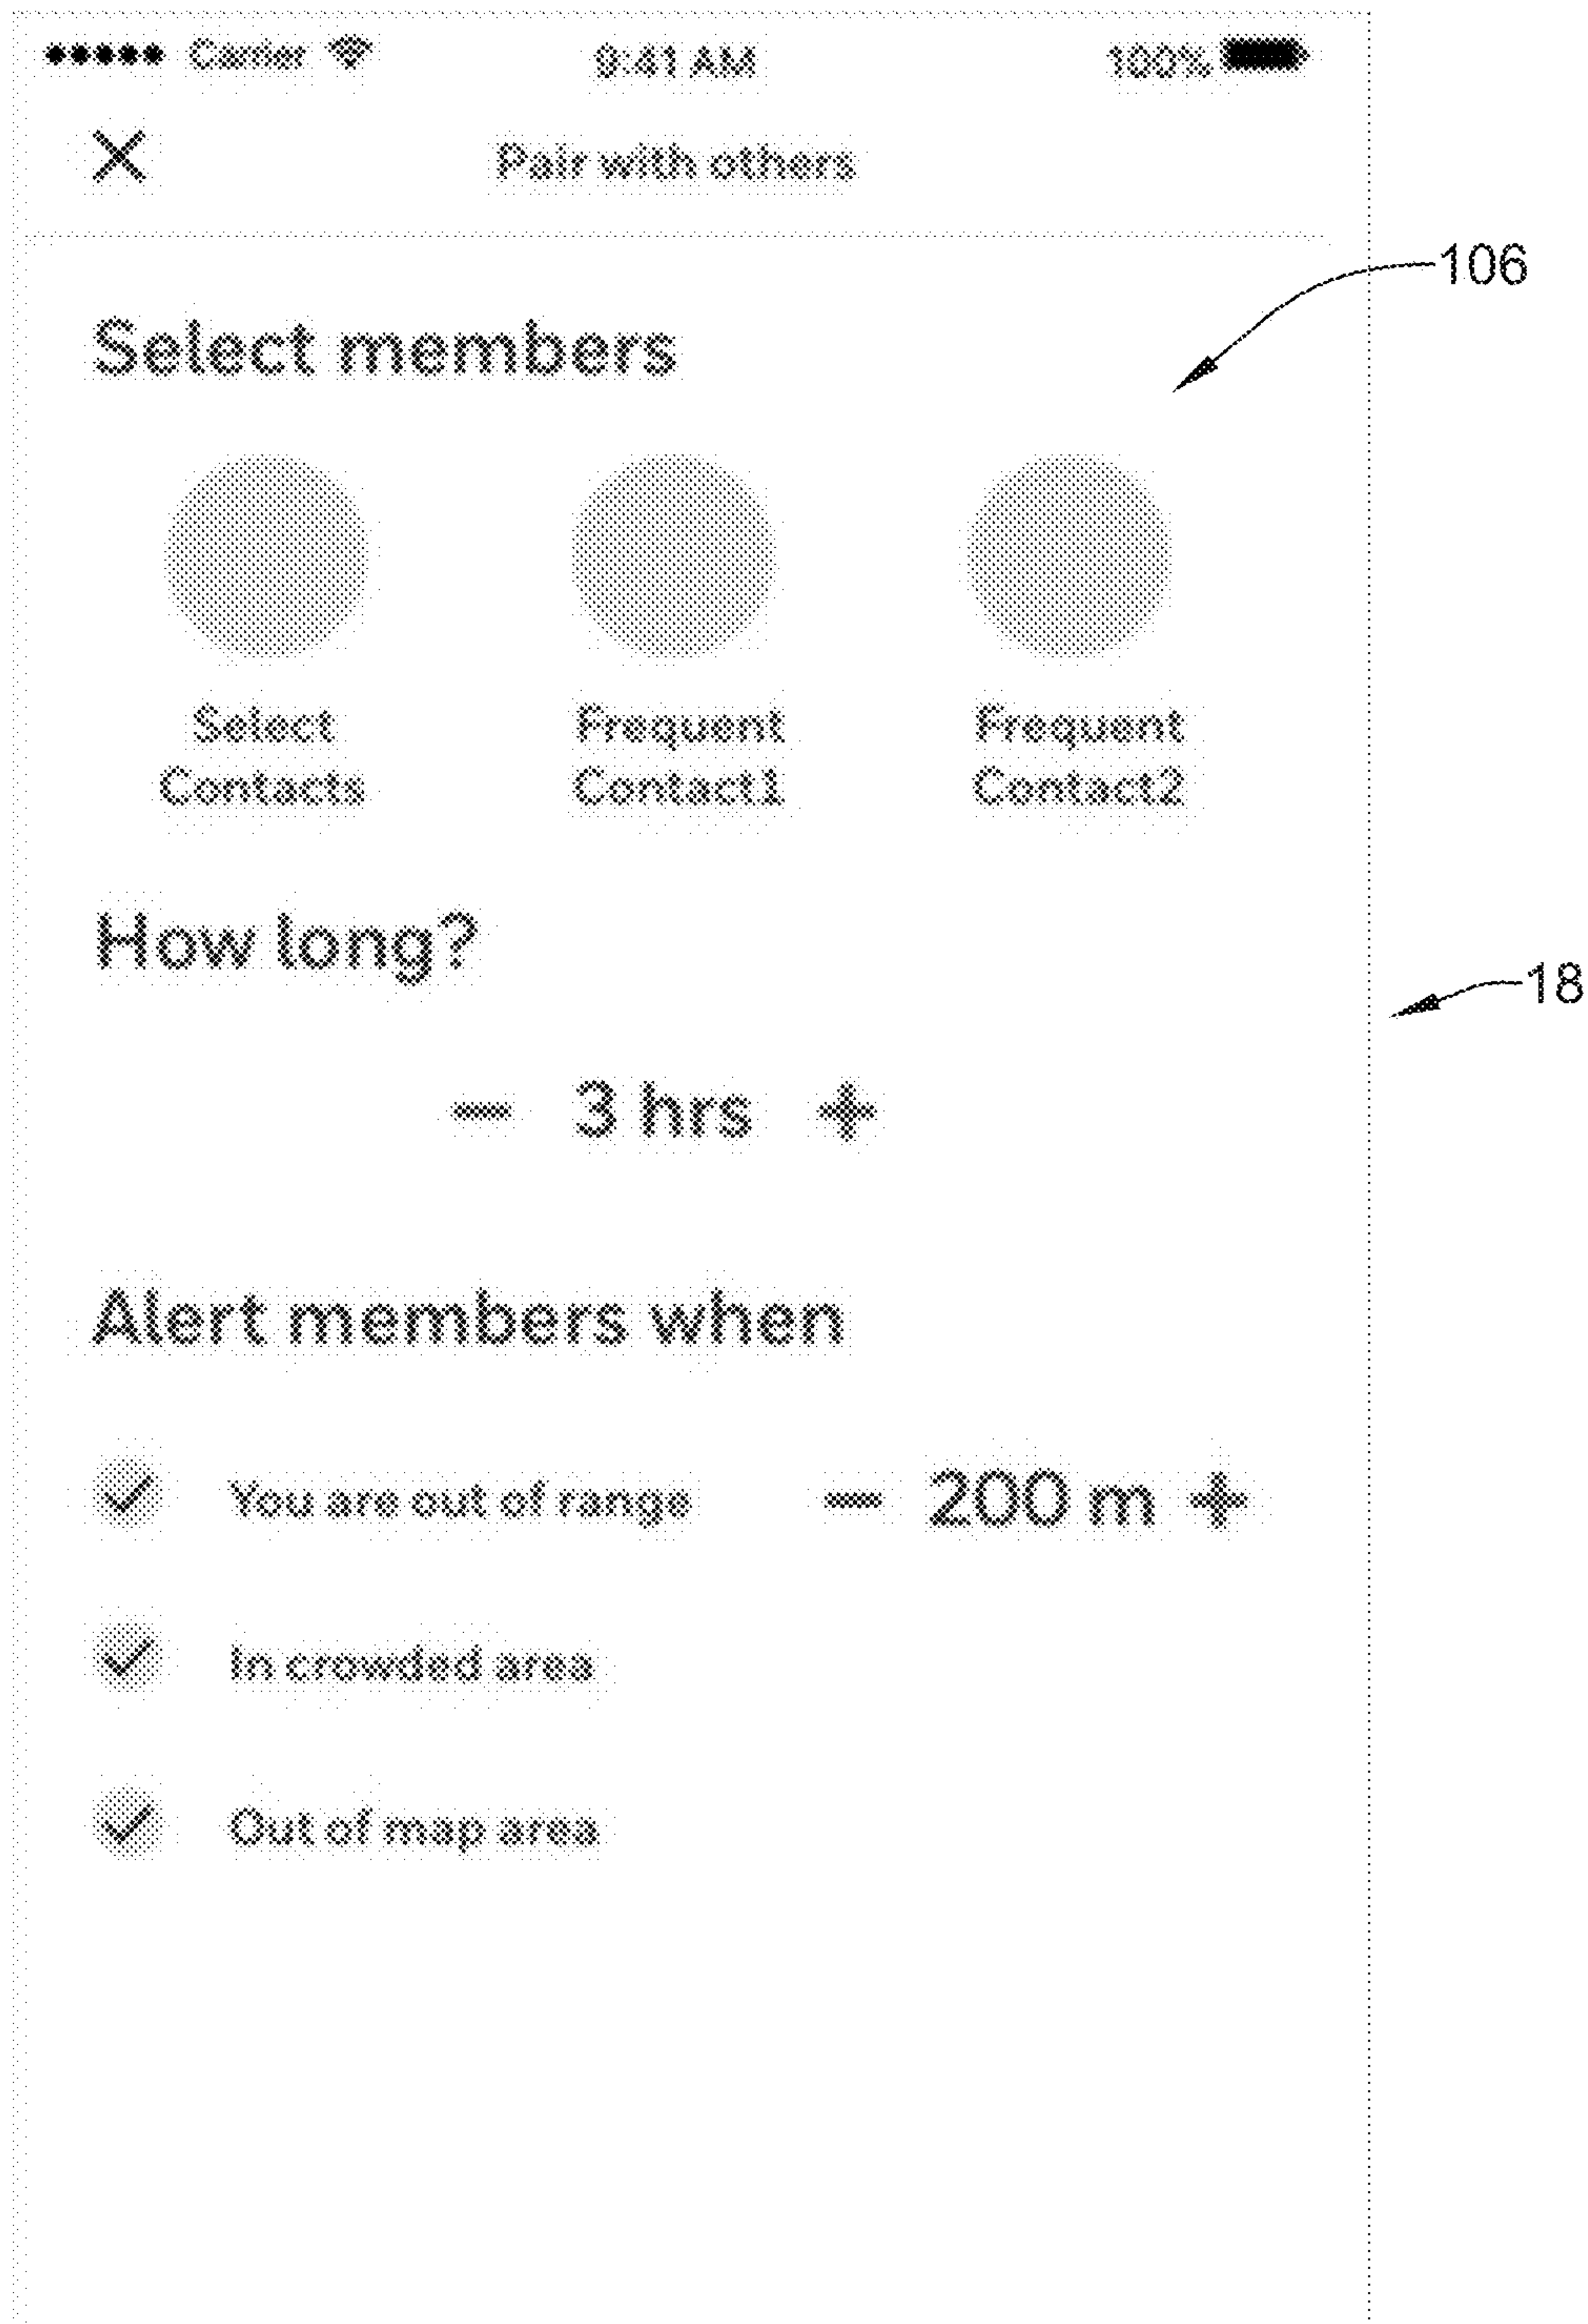 Carrier 9:41 AM 100%
Pair with others
106
Select members
Select Contacts
Frequent Contact1
Frequent Contact2
How long?
18
− 3 hrs +
Alert members when
You are out of range − 200 m +
In crowded area
Out of map area